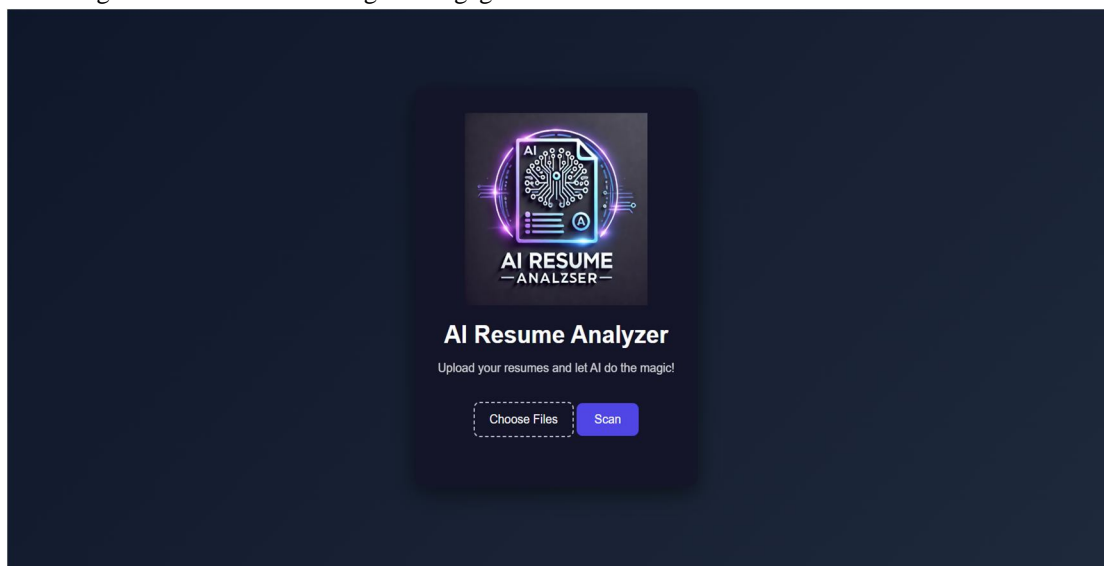 AI
A
AI RESUME
—ANALZSER—
AI Resume Analyzer
Upload your resumes and let AI do the magic!
Choose Files
Scan